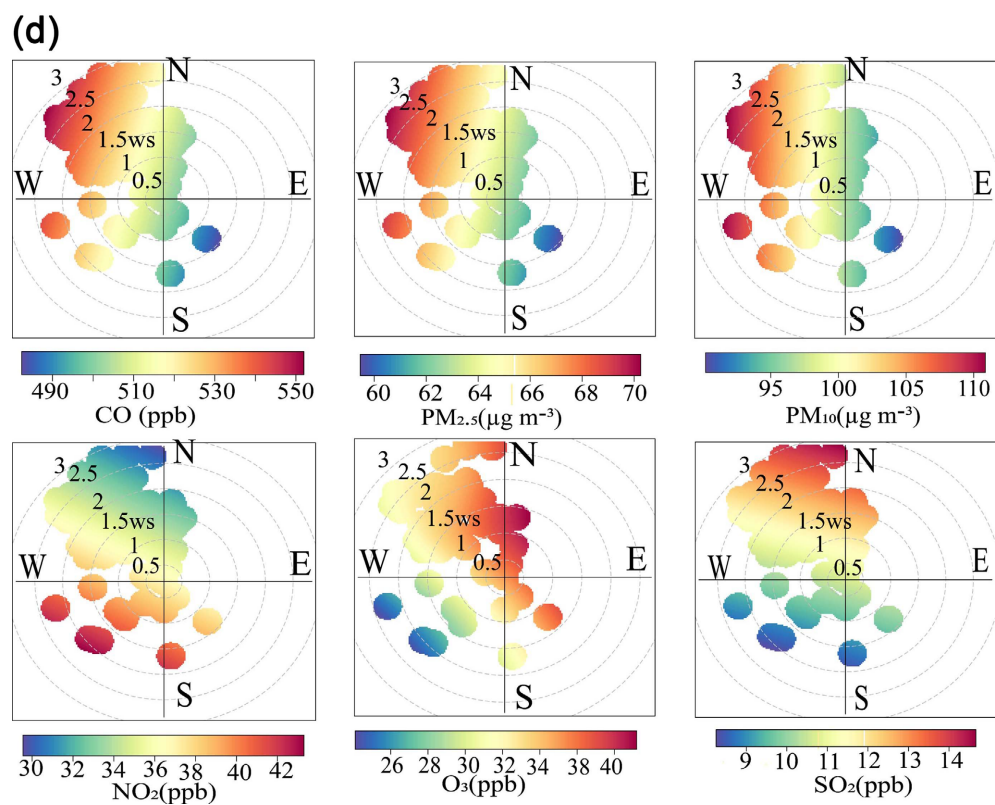 (d)
N
3
2.5
2
1.5ws
1
0.5
W
E
S
490 510 530 550
CO (ppb)
N
3
2.5
2
1.5ws
1
0.5
W
E
S
60 62 64 66 68 70
PM₂.₅(µg m⁻³)
N
3
2.5
2
1.5ws
1
0.5
W
E
S
95 100 105 110
PM₁₀(µg m⁻³)
N
3
2.5
2
1.5ws
1
0.5
W
E
S
30 32 34 36 38 40 42
NO₂(ppb)
N
3
2.5
2
1.5ws
1
0.5
W
E
S
26 28 30 32 34 38 40
O₃(ppb)
N
3
2.5
2
1.5ws
1
0.5
W
E
S
9 10 11 12 13 14
SO₂(ppb)